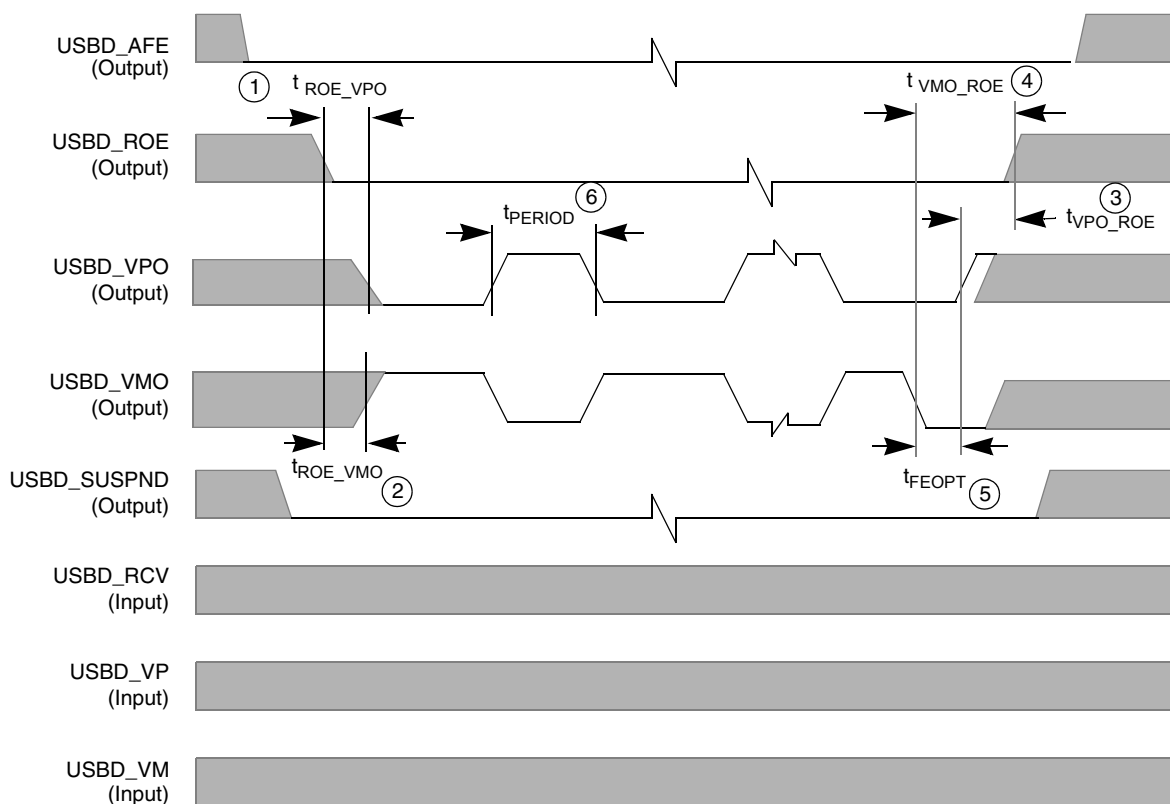 USBD_AFE
(Output)
1
t ROE_VPO
t VMO_ROE
4
USBD_ROE
(Output)
6
tPERIOD
3
tVPO_ROE
USBD_VPO
(Output)
USBD_VMO
(Output)
tROE_VMO
2
tFEOPT
5
USBD_SUSPND
(Output)
USBD_RCV
(Input)
USBD_VP
(Input)
USBD_VM
(Input)